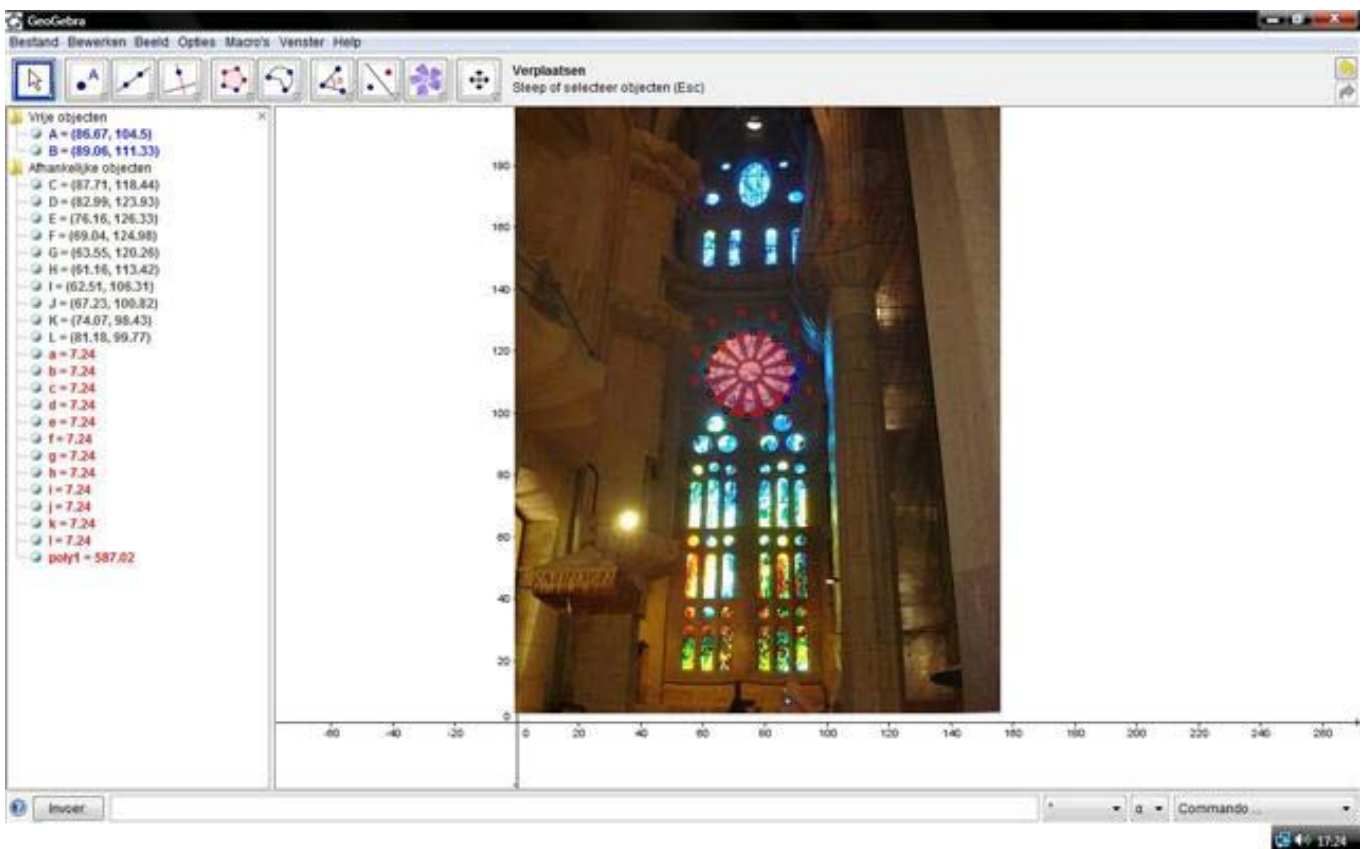 GeoGebra
Bestand Bewerken Beeld Opties Macro's Venster Help
Verplaatsen
Sleep of selecteer objecten (Esc)
Vrije objecten
A = (86.67, 104.5)
B = (89.06, 111.33)
Afhankelijke objecten
C = (87.71, 118.44)
D = (82.99, 123.93)
E = (76.16, 126.33)
F = (69.04, 124.98)
G = (63.55, 120.26)
H = (61.16, 113.42)
I = (62.51, 106.31)
J = (67.23, 100.82)
K = (74.07, 98.43)
L = (81.18, 99.77)
a = 7.24
b = 7.24
c = 7.24
d = 7.24
e = 7.24
f = 7.24
g = 7.24
h = 7.24
i = 7.24
j = 7.24
k = 7.24
l = 7.24
poly1 = 587.02
180
160
140
120
100
80
60
40
20
0
-60 -40 -20 0 20 40 60 80 100 120 140 160 180 200 220 240 260
Invoer:
α
Commando ...
17:24